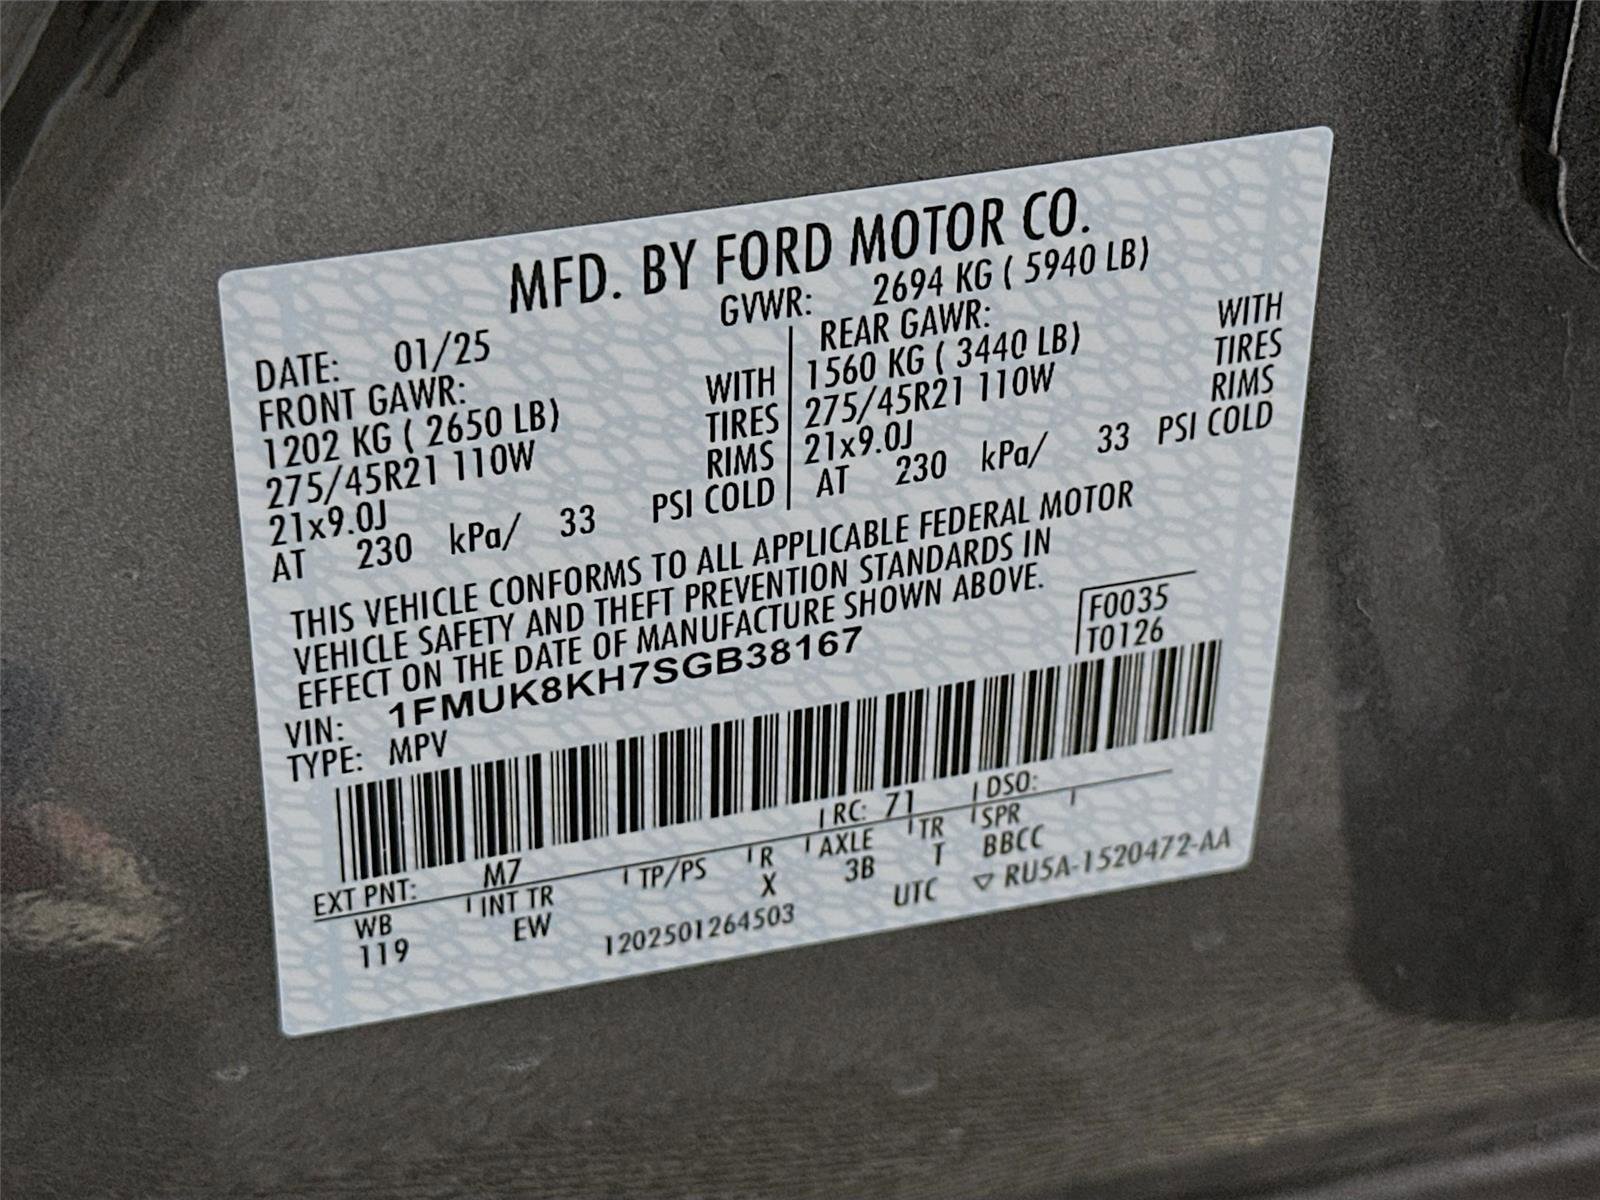 MFD. BY FORD MOTOR CO.
DATE: 01/25 GVWR: 2694 KG ( 5940 LB)
FRONT GAWR: REAR GAWR:
1202 KG ( 2650 LB) WITH 1560 KG ( 3440 LB) WITH
275/45R21 110W TIRES 275/45R21 110W TIRES
21x9.0J RIMS 21x9.0J RIMS
AT 230 kPa/ 33 PSI COLD AT 230 kPa/ 33 PSI COLD
THIS VEHICLE CONFORMS TO ALL APPLICABLE FEDERAL MOTOR
VEHICLE SAFETY AND THEFT PREVENTION STANDARDS IN
EFFECT ON THE DATE OF MANUFACTURE SHOWN ABOVE.
F0035
VIN: 1FMUK8KH7SGB38167 T0126
TYPE: MPV
EXT PNT: M7 RC: 71 DSO:
WB INT TR TP/PS R AXLE TR SPR
119 EW X 3B T BBCC
1202501264503 UTC ▽ RU5A-1520472-AA